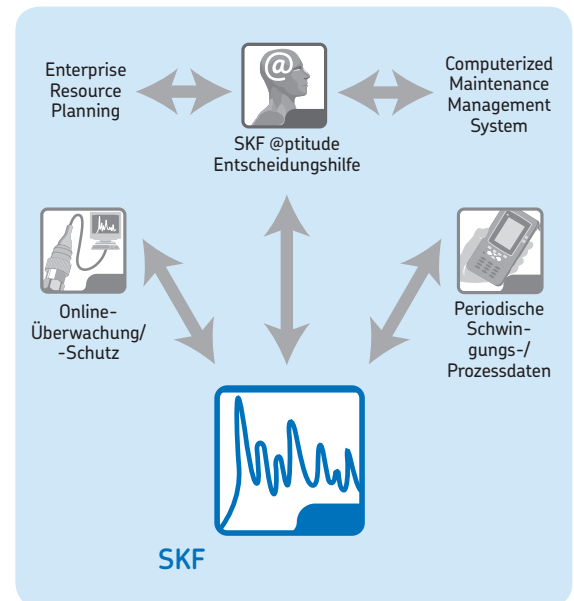 Enterprise
Resource
Planning
@
SKF @ptitude
Entscheidungshilfe
Computerized
Maintenance
Management
System
Online-
Überwachung/
-Schutz
Periodische
Schwin-
gungs-/
Prozessdaten
SKF